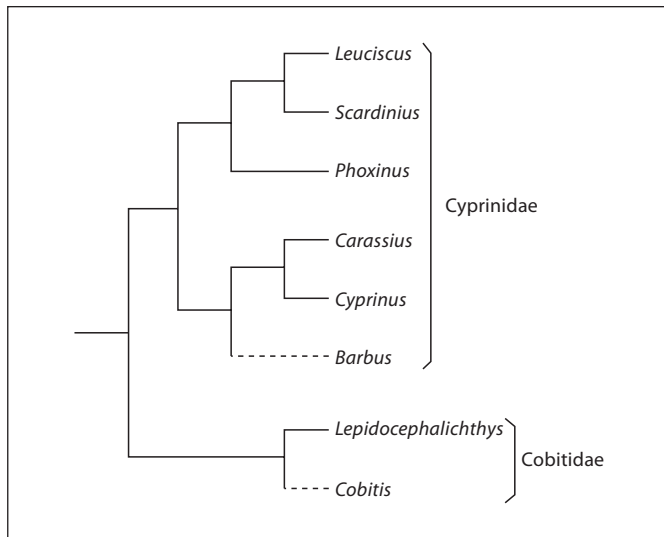 Leuciscus
Scardinius
Phoxinus
Cyprinidae
Carassius
Cyprinus
Barbus
Lepidocephalichthys
Cobitidae
Cobitis